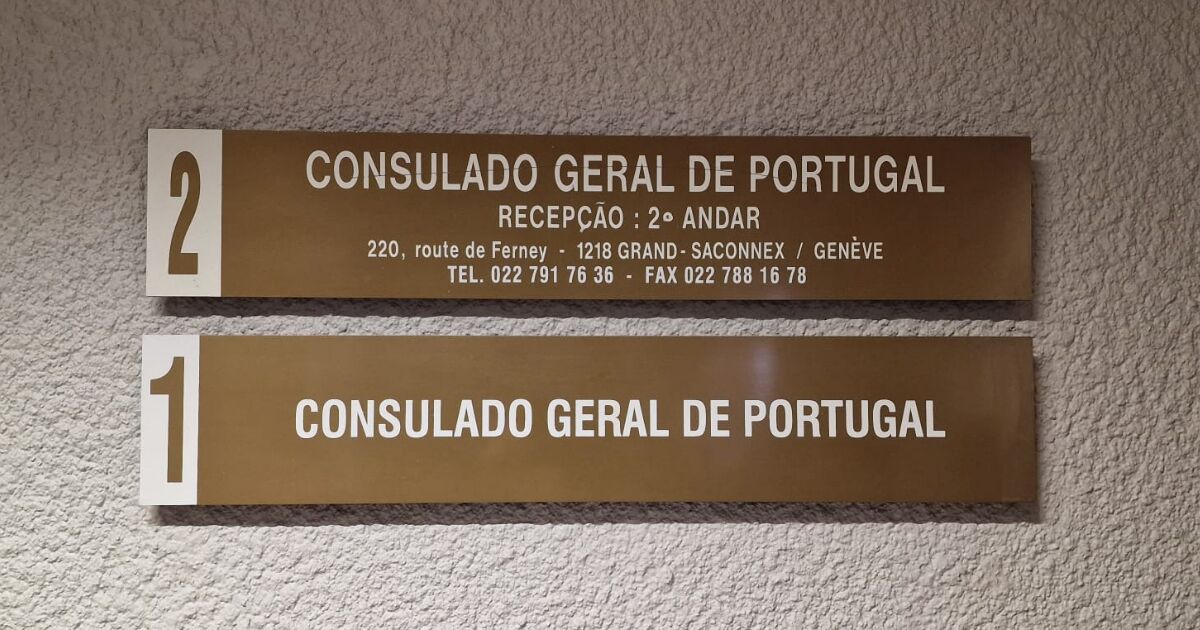 2
CONSULADO GERAL DE PORTUGAL
RECEPÇÃO : 2º ANDAR
220, route de Ferney - 1218 GRAND-SACONNEX / GENÈVE
TEL. 022 791 76 36 - FAX 022 788 16 78
1
CONSULADO GERAL DE PORTUGAL